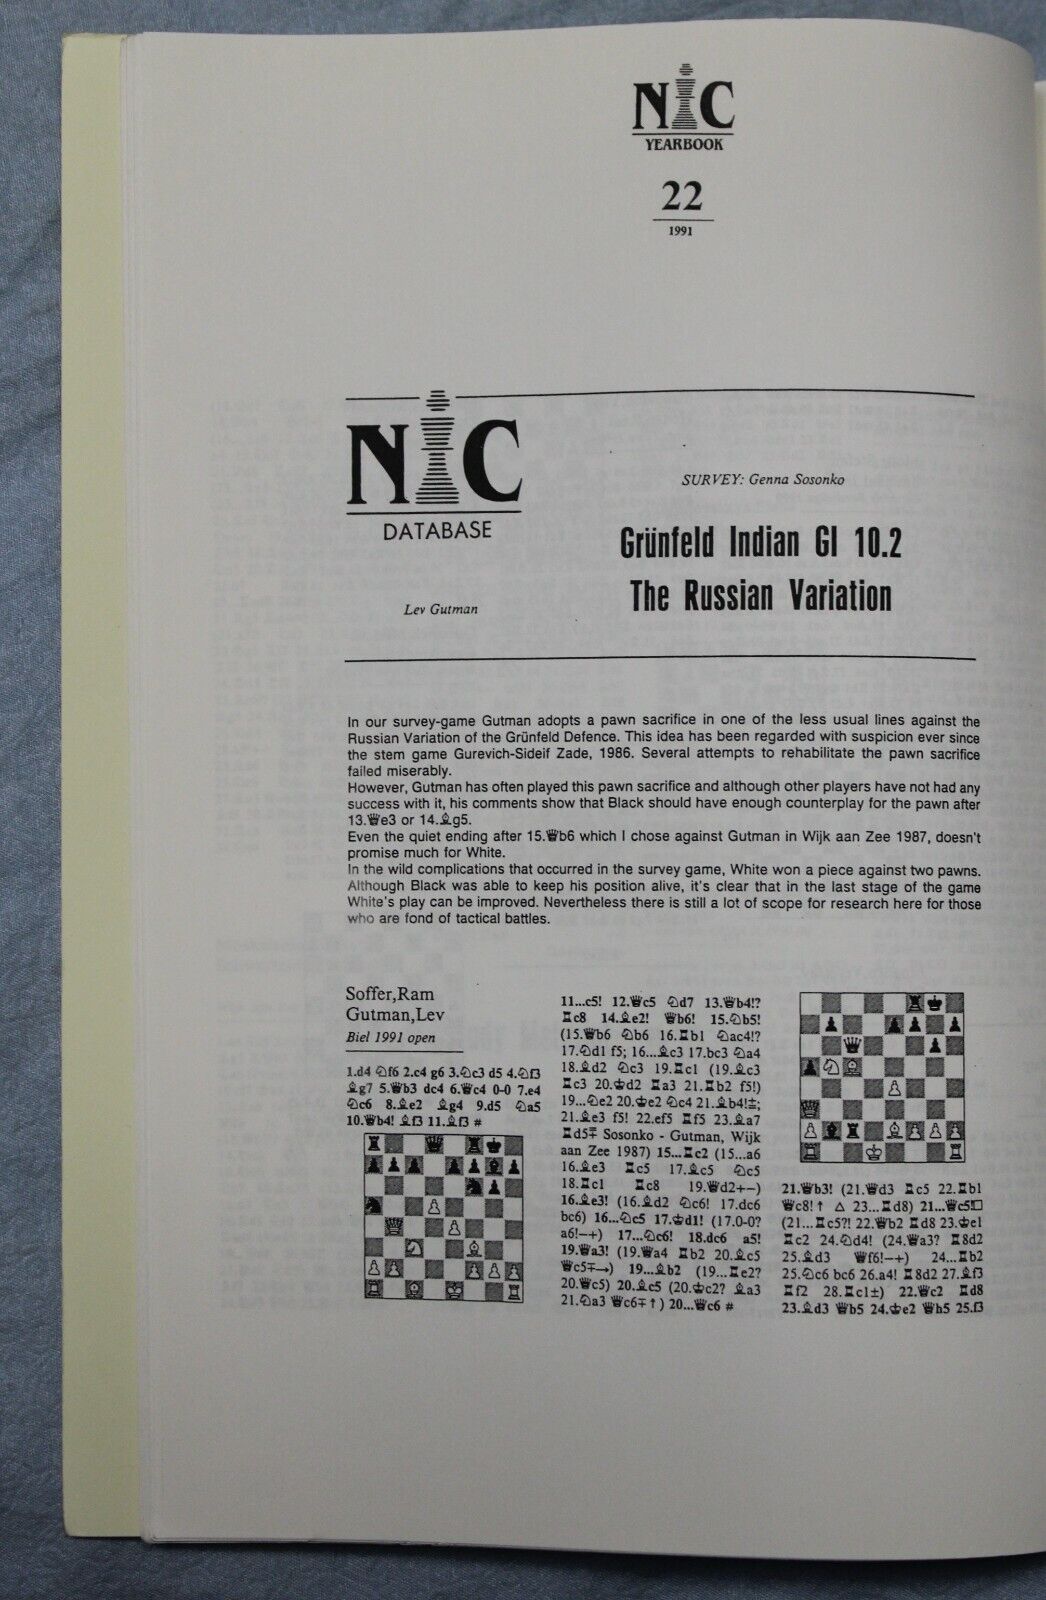 NIC
YEARBOOK
22
1991
NIC
DATABASE
Lev Gutman
SURVEY: Genna Sosonko
Grünfeld Indian GI 10.2
The Russian Variation
In our survey-game Gutman adopts a pawn sacrifice in one of the less usual lines against the
Russian Variation of the Grünfeld Defence. This idea has been regarded with suspicion ever since
the stem game Gurevich-Sideif Zade, 1986. Several attempts to rehabilitate the pawn sacrifice
failed miserably.
However, Gutman has often played this pawn sacrifice and although other players have not had any
success with it, his comments show that Black should have enough counterplay for the pawn after
13.♛e3 or 14.♗g5.
Even the quiet ending after 15.♛b6 which I chose against Gutman in Wijk aan Zee 1987, doesn't
promise much for White.
In the wild complications that occurred in the survey game, White won a piece against two pawns.
Although Black was able to keep his position alive, it's clear that in the last stage of the game
White's play can be improved. Nevertheless there is still a lot of scope for research here for those
who are fond of tactical battles.
Soffer,Ram
Gutman,Lev
Biel 1991 open
1.d4 ♘f6 2.c4 g6 3.♘c3 d5 4.♘f3
♗g7 5.♛b3 dc4 6.♛c4 0-0 7.e4
♘c6 8.♗e2 ♗g4 9.d5 ♘a5
10.♛b4! ♗f3 11.♗f3 #
11...c5! 12.♛c5 ♘d7 13.♛b4!?
♜c8 14.♗e2! ♛b6! 15.♘b5!
(15.♛b6 ♘b6 16.♜b1 ♘ac4!?
17.♘d1 f5; 16...♗c3 17.bc3 ♘a4
18.♗d2 ♘c3 19.♜c1 (19.♗c3
♜c3 20.♚d2 ♜a3 21.♜b2 f5!)
19...♘e2 20.♚e2 ♘c4 21.♗b4!±;
21.♗e3 f5! 22.ef5 ♜f5 23.♗a7
♜d5∓ Sosonko - Gutman, Wijk
aan Zee 1987) 15...♜c2 (15...a6
16.♗e3 ♜c5 17.♗c5 ♘c5
18.♜c1 ♜c8 19.♛d2+−)
16.♗e3! (16.♗d2 ♘c6! 17.dc6
bc6) 16...♘c5 17.♚d1! (17.0-0?
a6!−+) 17...♘c6! 18.dc6 a5!
19.♛a3! (19.♛a4 ♜b2 20.♗c5
♛c5∓→) 19...♗b2 (19...♜e2?
20.♛c5) 20.♗c5 (20.♚c2? ♗a3
21.♘a3 ♛c6∓↑) 20...♛c6 #
21.♛b3! (21.♛d3 ♜c5 22.♜b1
♛c8!↑ △ 23...♜d8) 21...♛c5!□
(21...♜c5?! 22.♛b2 ♜d8 23.♚e1
♜c2 24.♘d4! (24.♛a3? ♜8d2
25.♗d3 ♛f6!−+) 24...♜b2
25.♘c6 bc6 26.a4! ♜8d2 27.♗f3
♜f2 28.♜c1±) 22.♛c2 ♜d8
23.♗d3 ♛b5 24.♚e2 ♛h5 25.f3